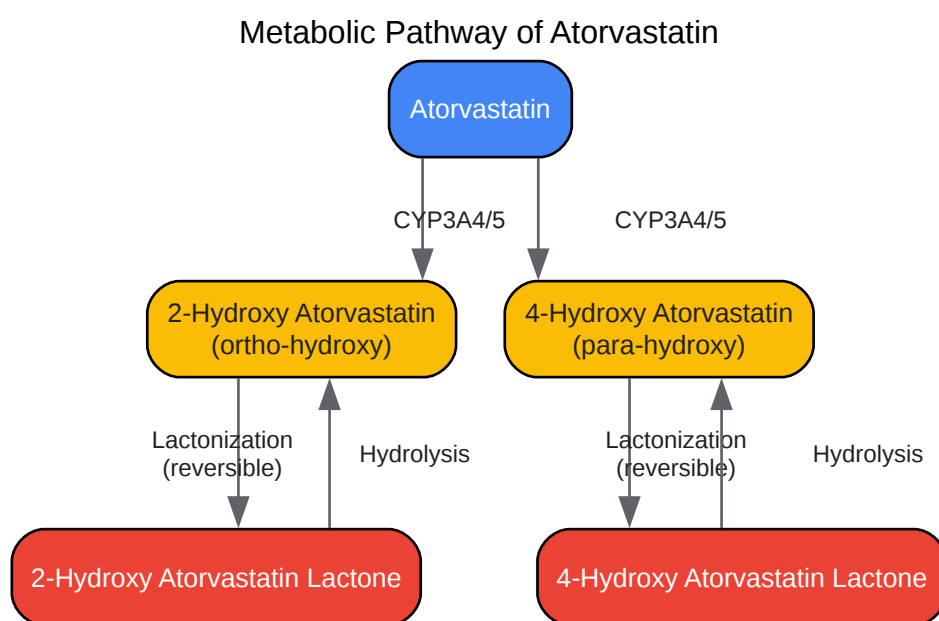 Metabolic Pathway of Atorvastatin
Atorvastatin
CYP3A4/5
CYP3A4/5
2-Hydroxy Atorvastatin
(ortho-hydroxy)
4-Hydroxy Atorvastatin
(para-hydroxy)
Lactonization
(reversible)
Hydrolysis
Lactonization
(reversible)
Hydrolysis
2-Hydroxy Atorvastatin Lactone
4-Hydroxy Atorvastatin Lactone